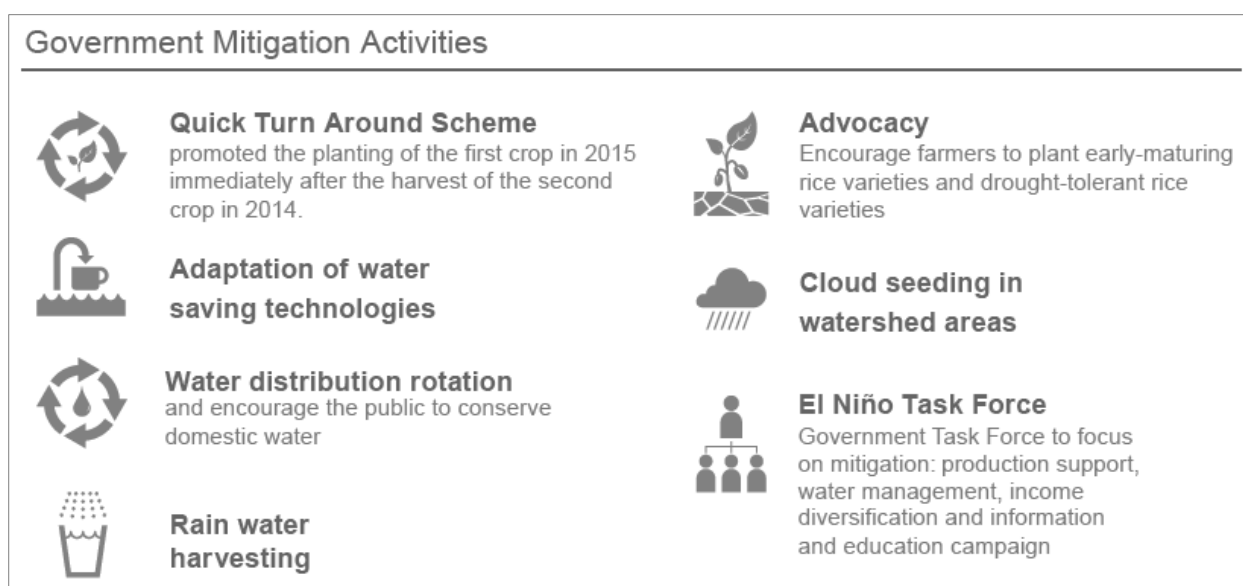 Government Mitigation Activities
Quick Turn Around Scheme
promoted the planting of the first crop in 2015
immediately after the harvest of the second
crop in 2014.
Adaptation of water
saving technologies
Water distribution rotation
and encourage the public to conserve
domestic water
Rain water
harvesting
Advocacy
Encourage farmers to plant early-maturing
rice varieties and drought-tolerant rice
varieties
Cloud seeding in
watershed areas
El Niño Task Force
Government Task Force to focus
on mitigation: production support,
water management, income
diversification and information
and education campaign